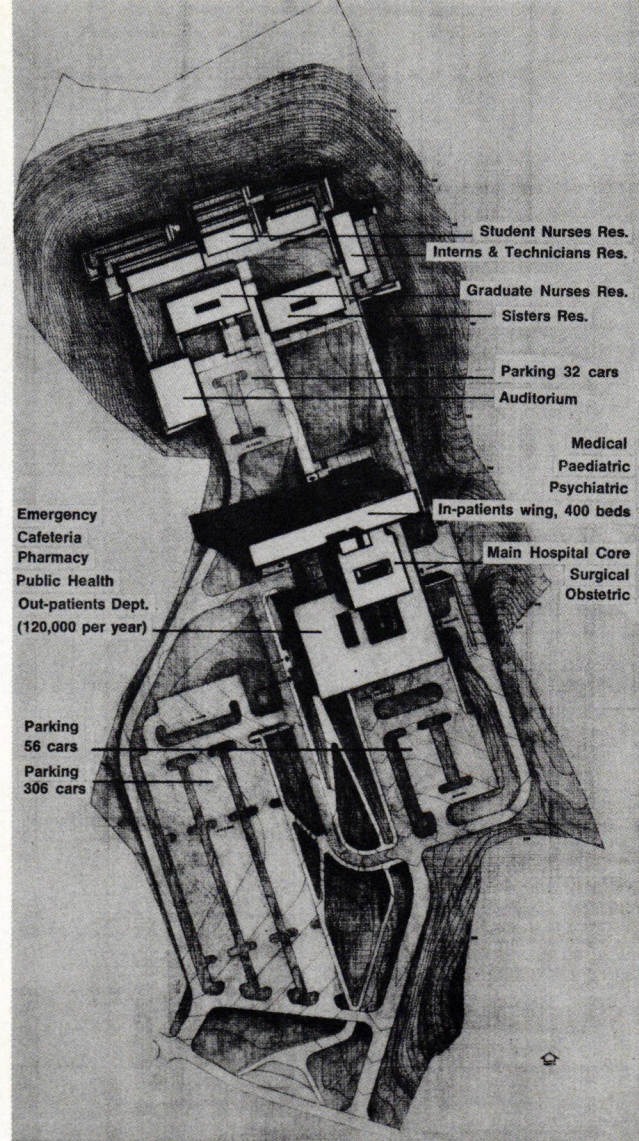 Student Nurses Res.
Interns & Technicians Res.
Graduate Nurses Res.
Sisters Res.
Parking 32 cars
Auditorium
Medical
Paediatric
Psychiatric
In-patients wing, 400 beds
Main Hospital Core
Surgical
Obstetric
Emergency
Cafeteria
Pharmacy
Public Health
Out-patients Dept.
(120,000 per year)
Parking
56 cars
Parking
306 cars